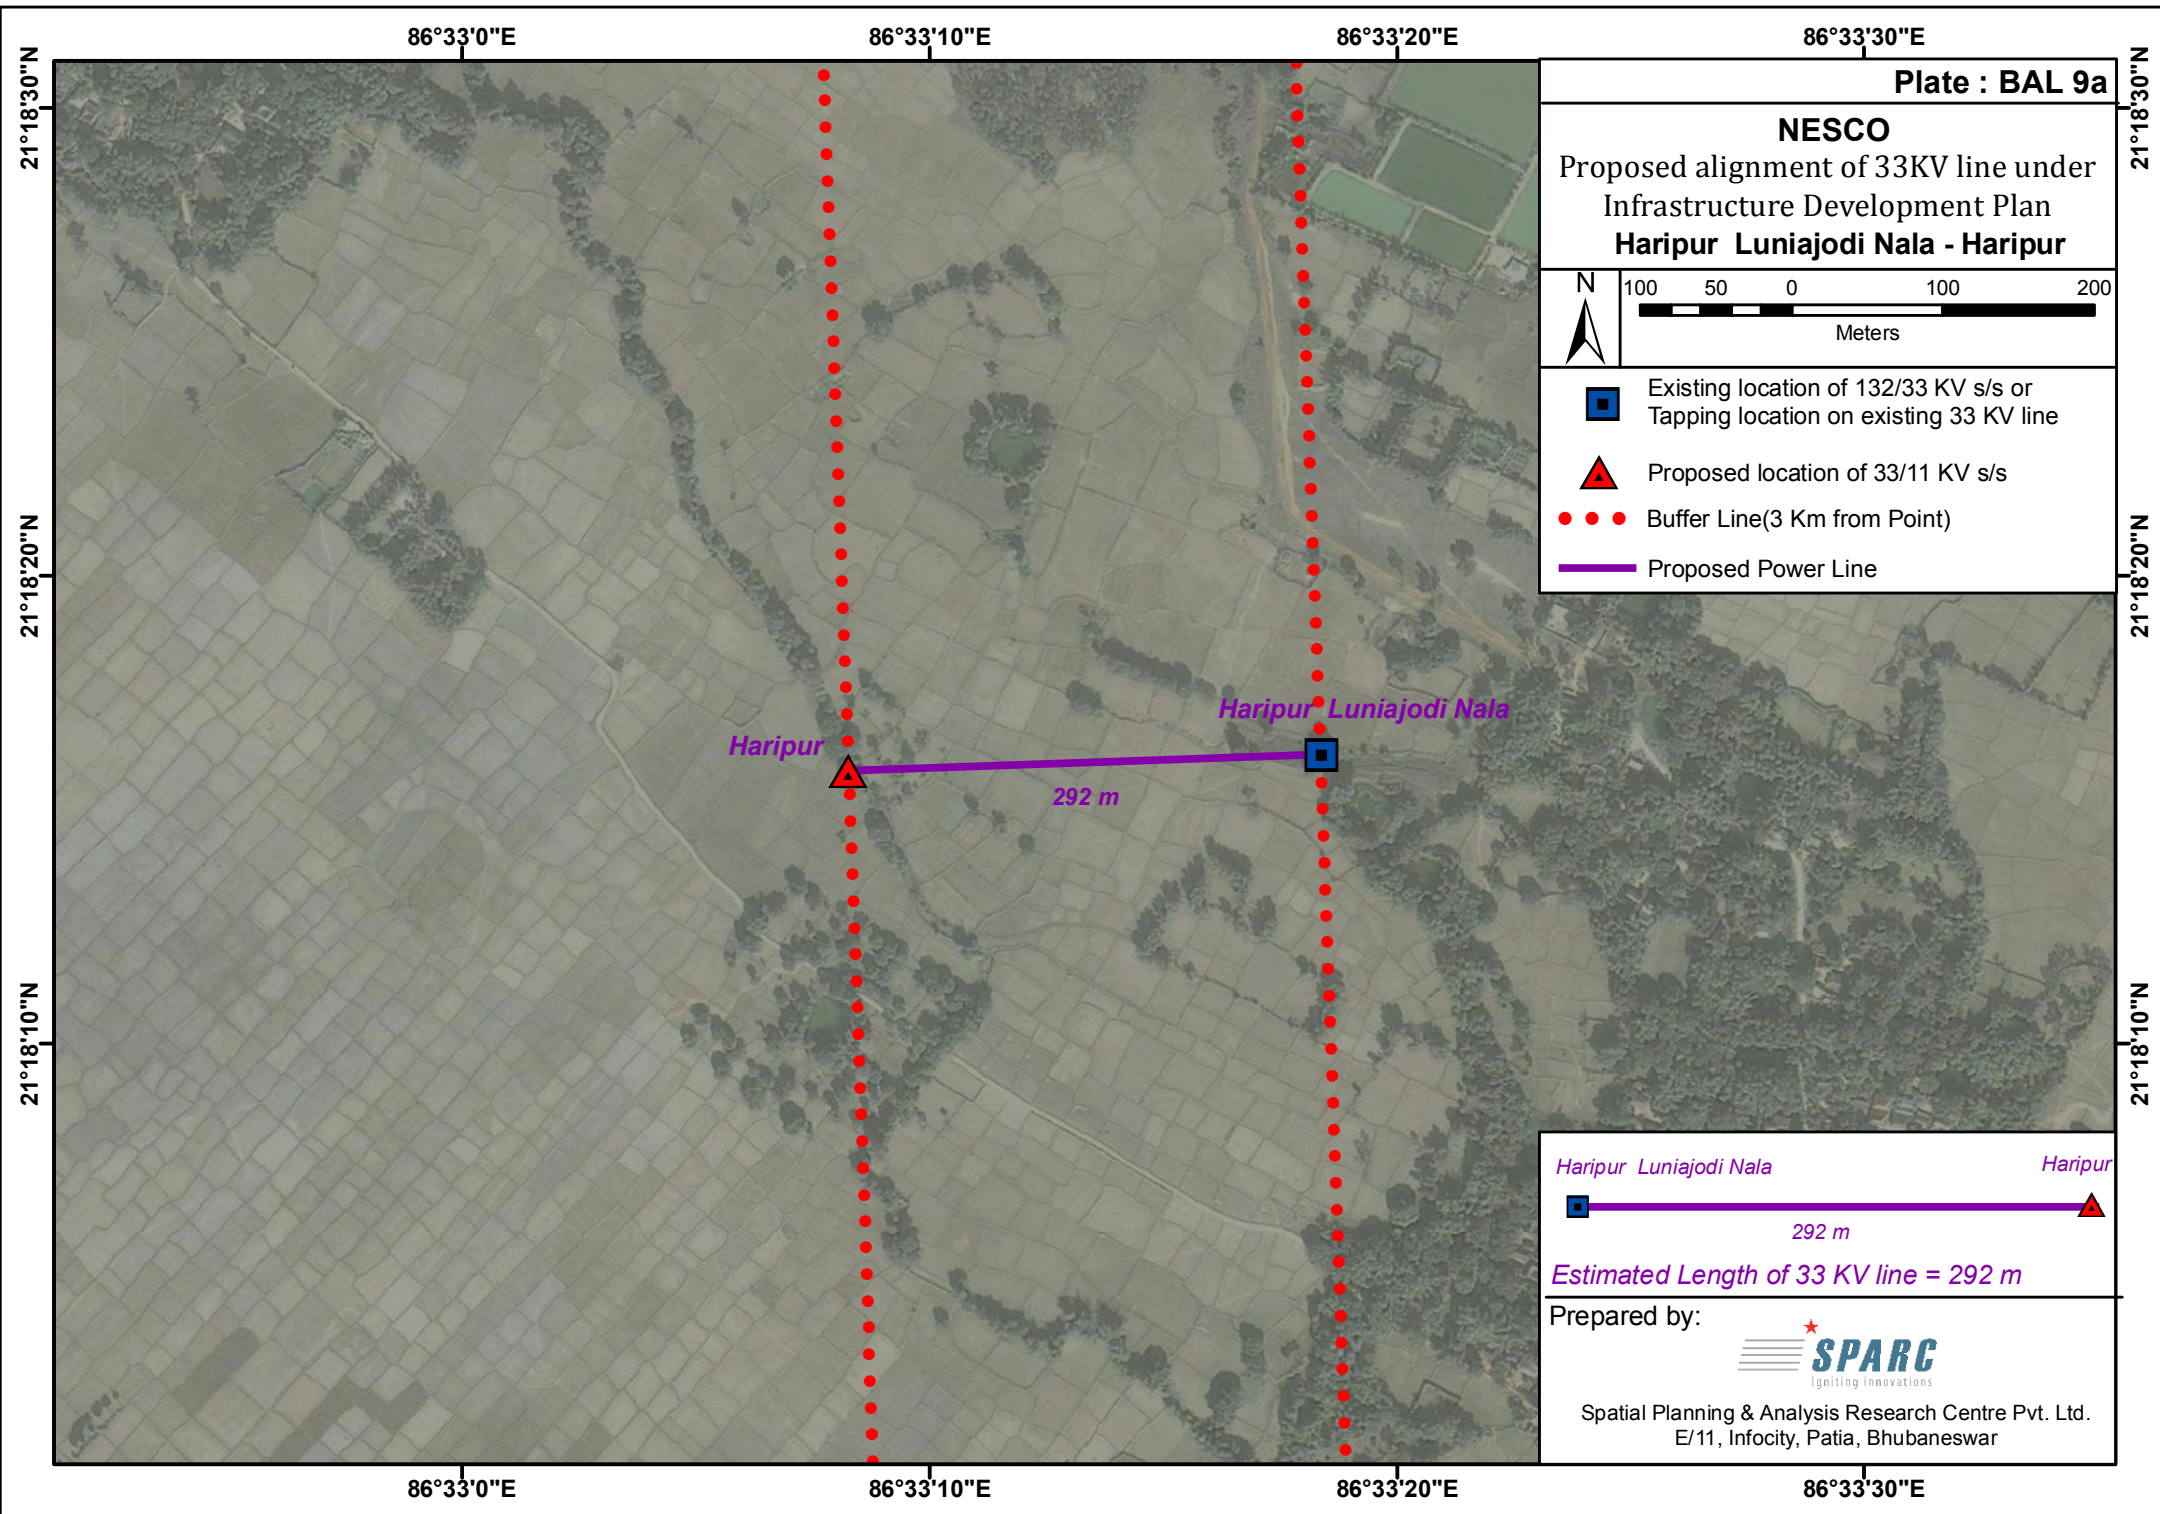 86°33'0"E
86°33'10"E
86°33'20"E
86°33'30"E
21°18'30"N
21°18'20"N
21°18'10"N
21°18'30"N
21°18'20"N
21°18'10"N
Plate : BAL 9a
NESCO
Proposed alignment of 33KV line under
Infrastructure Development Plan
Haripur Luniajodi Nala - Haripur
N
100 50 0 100 200
Meters
Existing location of 132/33 KV s/s or
Tapping location on existing 33 KV line
Proposed location of 33/11 KV s/s
Buffer Line(3 Km from Point)
Proposed Power Line
Haripur Luniajodi Nala
Haripur
292 m
Haripur Luniajodi Nala
Haripur
292 m
Estimated Length of 33 KV line = 292 m
Prepared by:
SPARC
Igniting innovations
Spatial Planning & Analysis Research Centre Pvt. Ltd.
E/11, Infocity, Patia, Bhubaneswar
86°33'0"E
86°33'10"E
86°33'20"E
86°33'30"E